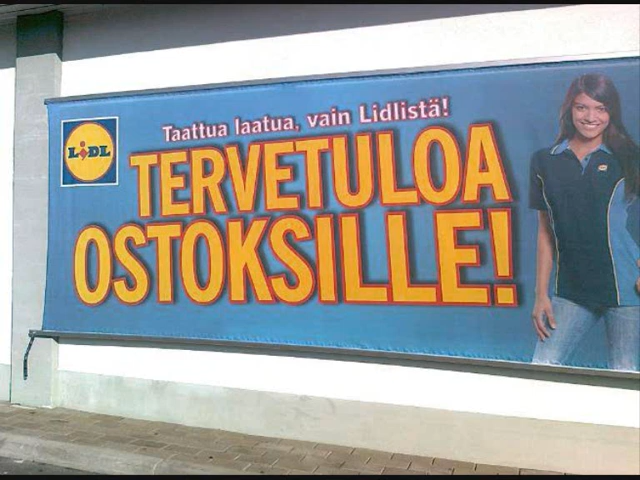 Taattua laatua, vain Lidlistä!
LIDL
TERVETULOA
OSTOKSILLE!